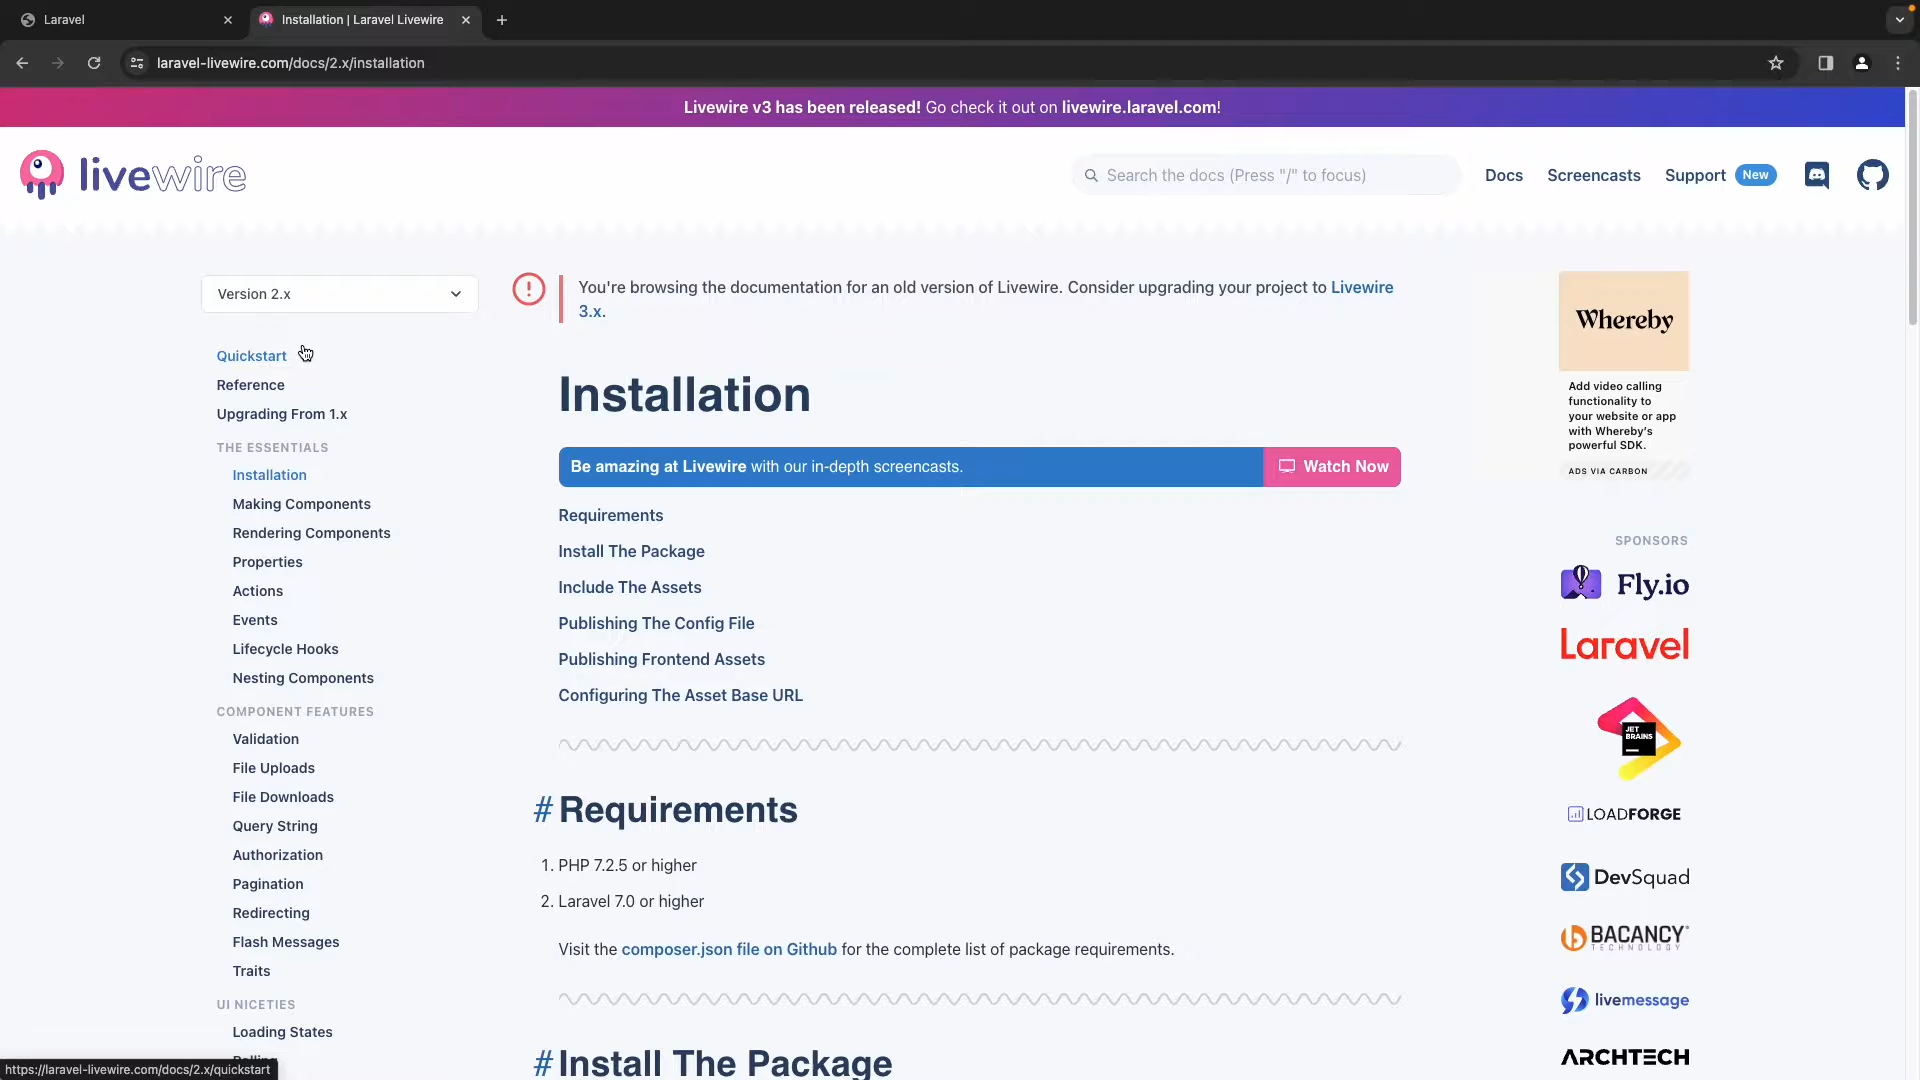 Laravel
Installation | Laravel Livewire
laravel-livewire.com/docs/2.x/installation
Livewire v3 has been released! Go check it out on livewire.laravel.com!
livewire
Search the docs (Press "/" to focus)
Docs
Screencasts
Support
New
Version 2.x
Quickstart
Reference
Upgrading From 1.x
THE ESSENTIALS
Installation
Making Components
Rendering Components
Properties
Actions
Events
Lifecycle Hooks
Nesting Components
COMPONENT FEATURES
Validation
File Uploads
File Downloads
Query String
Authorization
Pagination
Redirecting
Flash Messages
Traits
UI NICETIES
Loading States
https://laravel-livewire.com/docs/2.x/quickstart
You're browsing the documentation for an old version of Livewire. Consider upgrading your project to Livewire
3.x.
Installation
Be amazing at Livewire with our in-depth screencasts.
Watch Now
Requirements
Install The Package
Include The Assets
Publishing The Config File
Publishing Frontend Assets
Configuring The Asset Base URL
# Requirements
1. PHP 7.2.5 or higher
2. Laravel 7.0 or higher
Visit the composer.json file on Github for the complete list of package requirements.
# Install The Package
Whereby
Add video calling
functionality to
your website or app
with Whereby's
powerful SDK.
ADS VIA CARBON
SPONSORS
Fly.io
Laravel
JET
BRAINS
LOADFORGE
DevSquad
BACANCY
TECHNOLOGY
livemessage
ARCHTECH